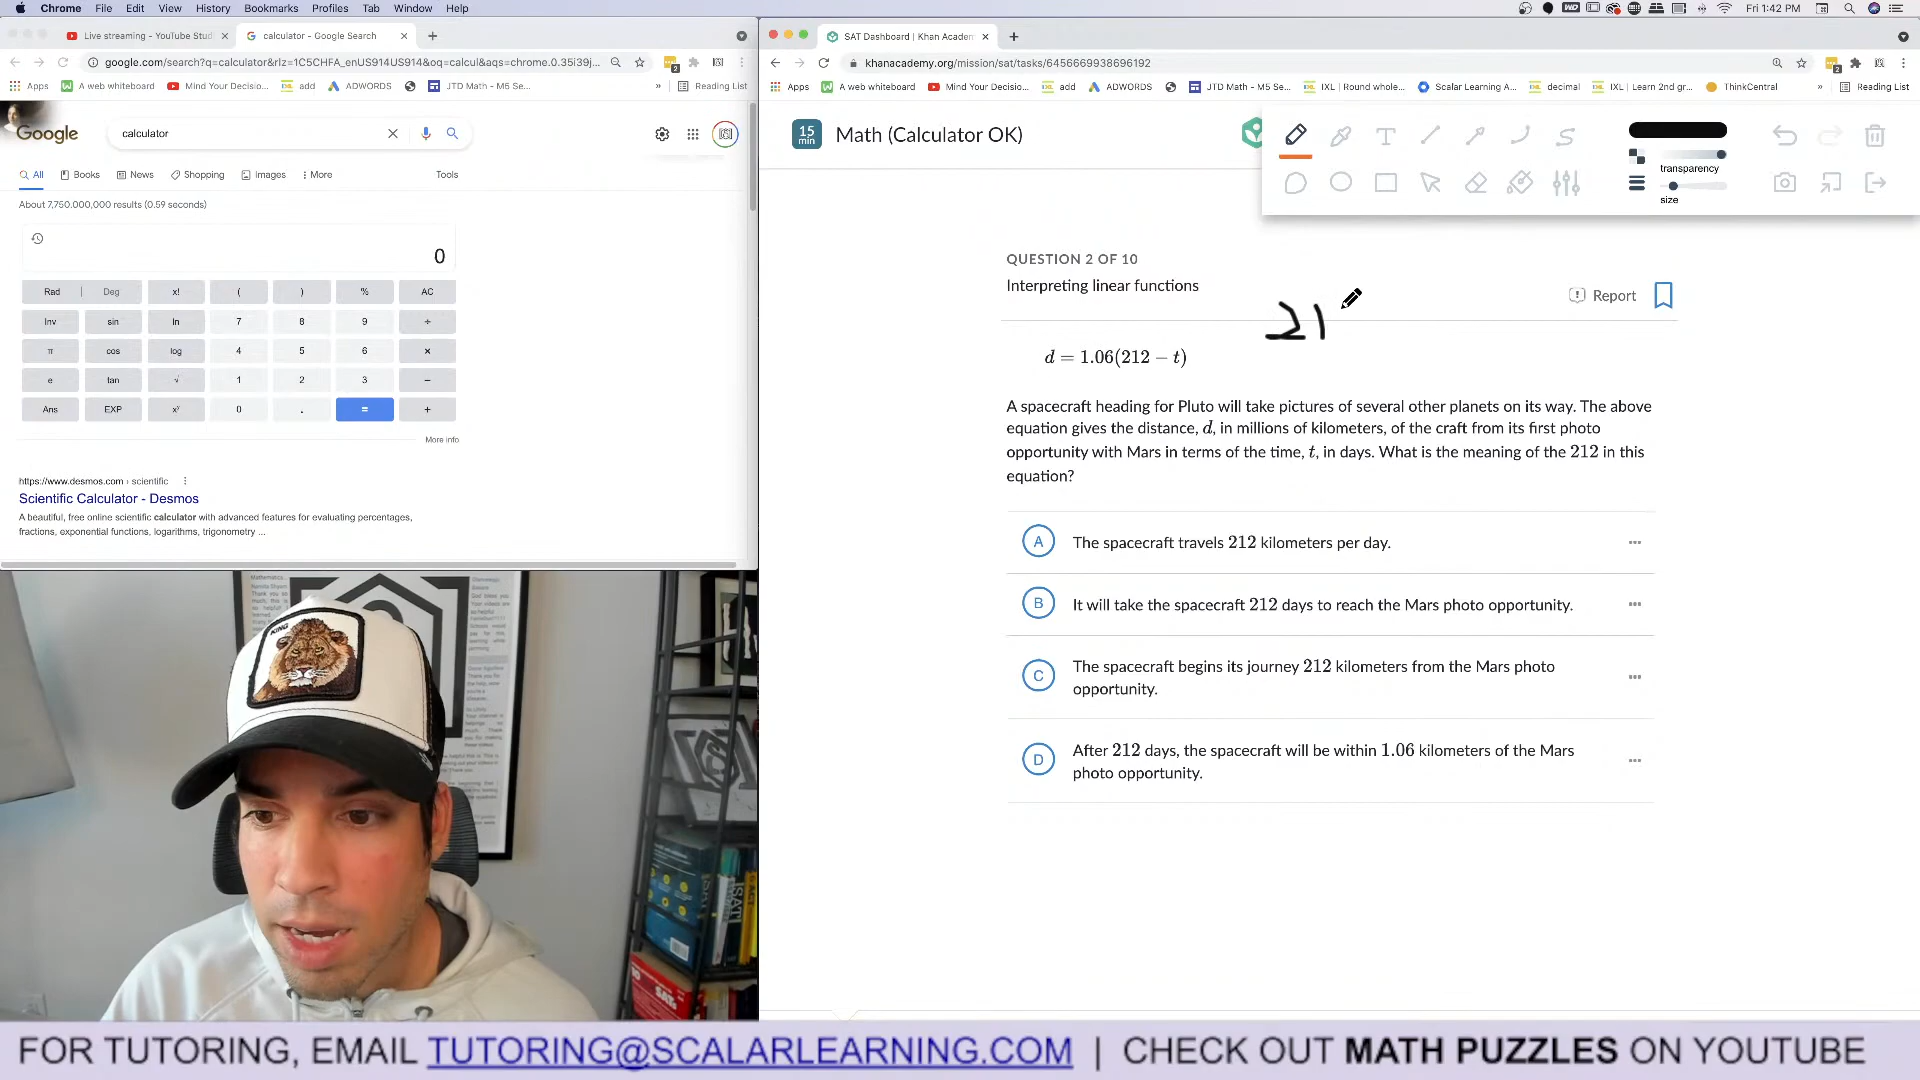 Chrome File Edit View History Bookmarks Profiles Tab Window Help
Fri 1:42 PM
Live streaming - YouTube Stud
calculator - Google Search
google.com/search?q=calculator&rlz=1C5CHFA_enUS914US914&oq=calcul&aqs=chrome.0.35i39j...
Apps A web whiteboard Mind Your Decisio... add ADWORDS JTD Math - M5 Se... » Reading List
Google
calculator
All Books News Shopping Images More Tools
About 7,750,000,000 results (0.59 seconds)
0
Rad Deg x! ( ) % AC
Inv sin ln 7 8 9 ÷
π cos log 4 5 6 ×
e tan √ 1 2 3 −
Ans EXP xʸ 0 . = +
More info
https://www.desmos.com › scientific
Scientific Calculator - Desmos
A beautiful, free online scientific calculator with advanced features for evaluating percentages,
fractions, exponential functions, logarithms, trigonometry ...
SAT Dashboard | Khan Academ
khanacademy.org/mission/sat/tasks/6456669938696192
Apps A web whiteboard Mind Your Decisio... add ADWORDS JTD Math - M5 Se... IXL | Round whole... Scalar Learning A... decimal IXL | Learn 2nd gr... ThinkCentral » Reading List
15 min
Math (Calculator OK)
T
transparency
size
QUESTION 2 OF 10
Interpreting linear functions
Report
21
d = 1.06(212 − t)
A spacecraft heading for Pluto will take pictures of several other planets on its way. The above
equation gives the distance, d, in millions of kilometers, of the craft from its first photo
opportunity with Mars in terms of the time, t, in days. What is the meaning of the 212 in this
equation?
A The spacecraft travels 212 kilometers per day.
B It will take the spacecraft 212 days to reach the Mars photo opportunity.
C The spacecraft begins its journey 212 kilometers from the Mars photo
opportunity.
D After 212 days, the spacecraft will be within 1.06 kilometers of the Mars
photo opportunity.
KING
FOR TUTORING, EMAIL TUTORING@SCALARLEARNING.COM | CHECK OUT MATH PUZZLES ON YOUTUBE